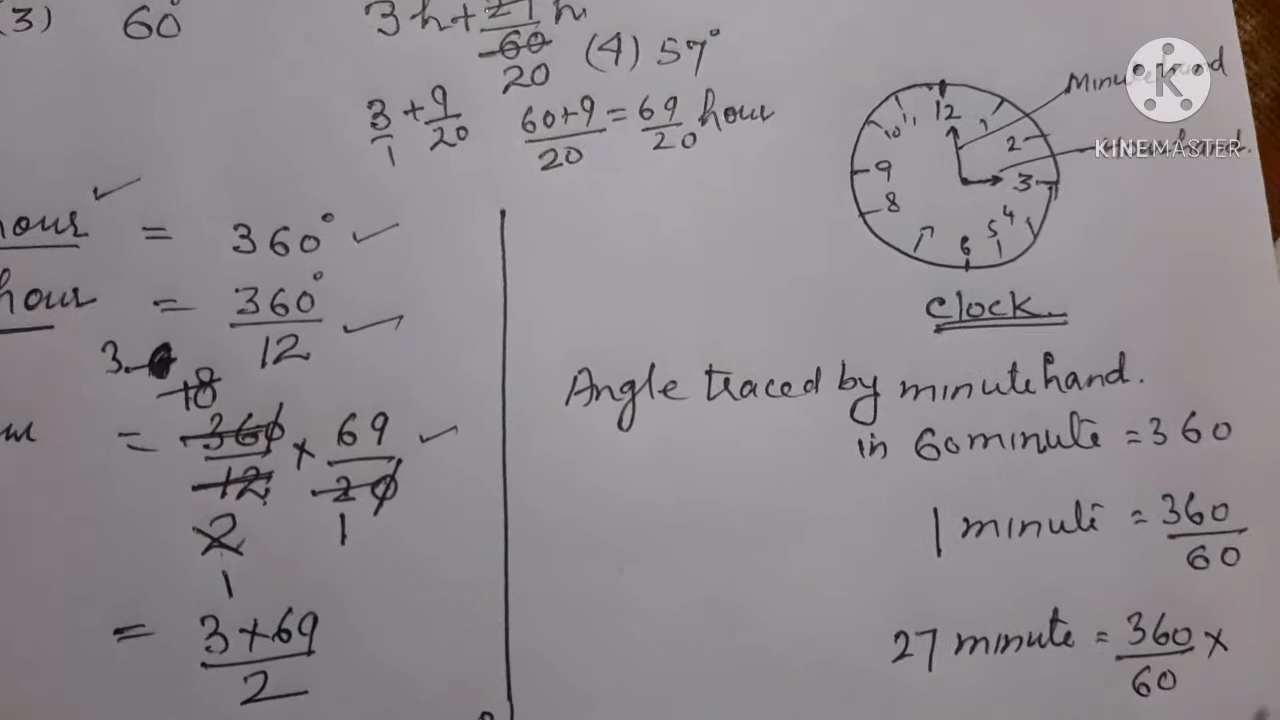 (3) 60° 3h + 27/60 h
20 (4) 57°
3/1 + 9/20 60+9/20 = 69/20 hour
Minute hand
KINEMASTER
12 1 2 3 4 5 6 8 9 10 11
Clock.
hour = 360°
hour = 360°/12
3
18
= 360/12 × 69/20
2 1
1
= 3×69/2
Angle traced by minute hand.
in 60 minute = 360
1 minute = 360/60
27 minute = 360/60 ×